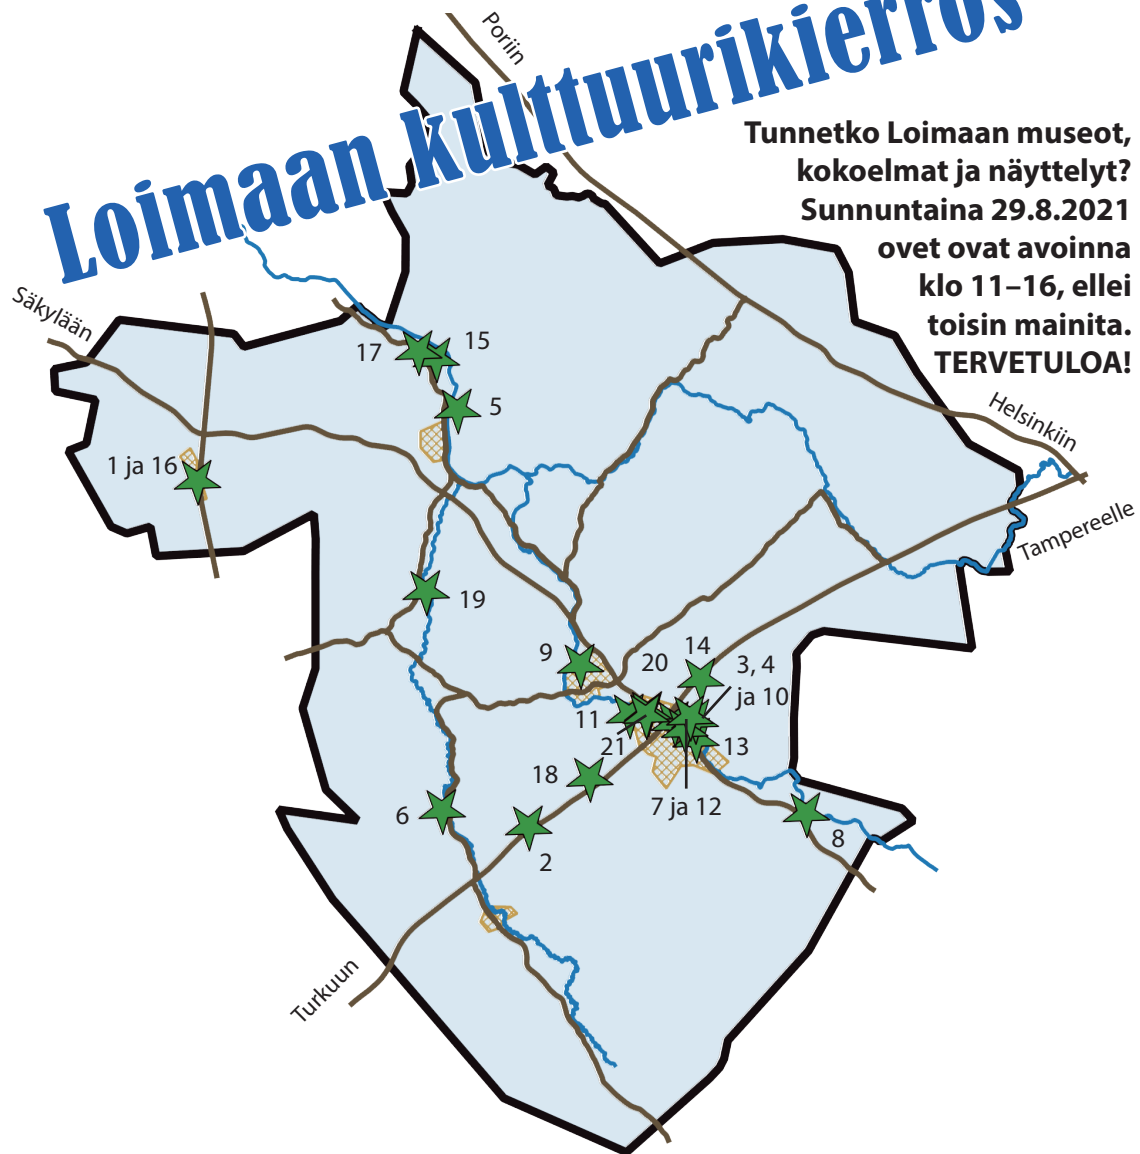 Poriin
Loimaan kulttuurikierros
Tunnetko Loimaan museot,
kokoelmat ja näyttelyt?
Sunnuntaina 29.8.2021
ovet ovat avoinna
klo 11–16, ellei
toisin mainita.
TERVETULOA!
Säkylään
17
15
5
Helsinkiin
1 ja 16
Tampereelle
19
9
20
14
3, 4
ja 10
11
21
13
18
7 ja 12
6
8
2
Turkuun